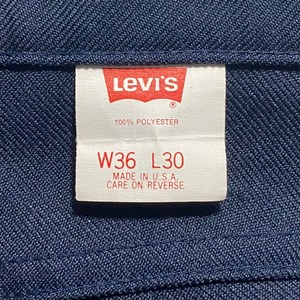 LEVI'S
®
100% POLYESTER
W36 L30
MADE IN U.S.A.
CARE ON REVERSE